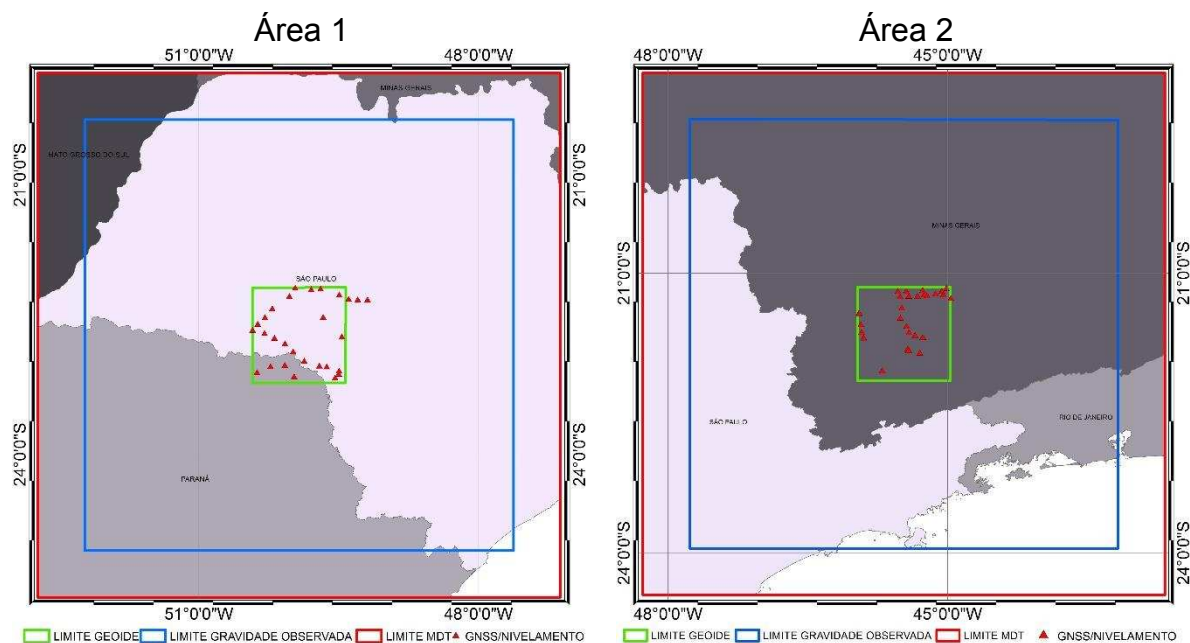 Área 1
51°0'0"W 48°0'0"W
MINAS GERAIS
MATO GROSSO DO SUL
21°0'0"S 21°0'0"S
SÃO PAULO
24°0'0"S 24°0'0"S
PARANÁ
51°0'0"W 48°0'0"W
LIMITE GEOIDE LIMITE GRAVIDADE OBSERVADA LIMITE MDT GNSS/NIVELAMENTO
Área 2
48°0'0"W 45°0'0"W
MINAS GERAIS
21°0'0"S 21°0'0"S
SÃO PAULO RIO DE JANEIRO
24°0'0"S 24°0'0"S
48°0'0"W 45°0'0"W
LIMITE GEOIDE LIMITE GRAVIDADE OBSERVADA LIMITE MDT GNSS/NIVELAMENTO